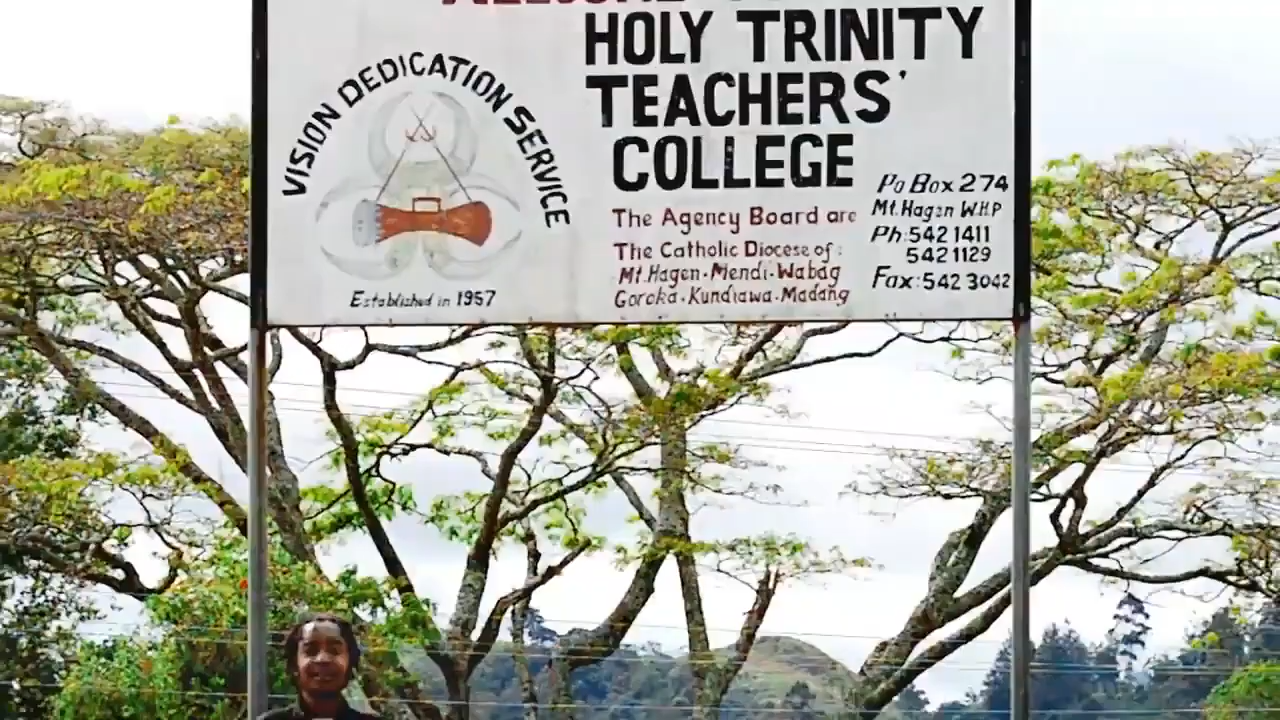 HOLY TRINITY
TEACHERS'
COLLEGE
VISION DEDICATION SERVICE
Established in 1957
The Agency Board are
The Catholic Diocese of:
Mt.Hagen·Mendi·Wabag
Goroka·Kundiawa·Madang
Po Box 274
Mt.Hagen W.H.P
Ph:542 1411
542 1129
Fax:542 3042